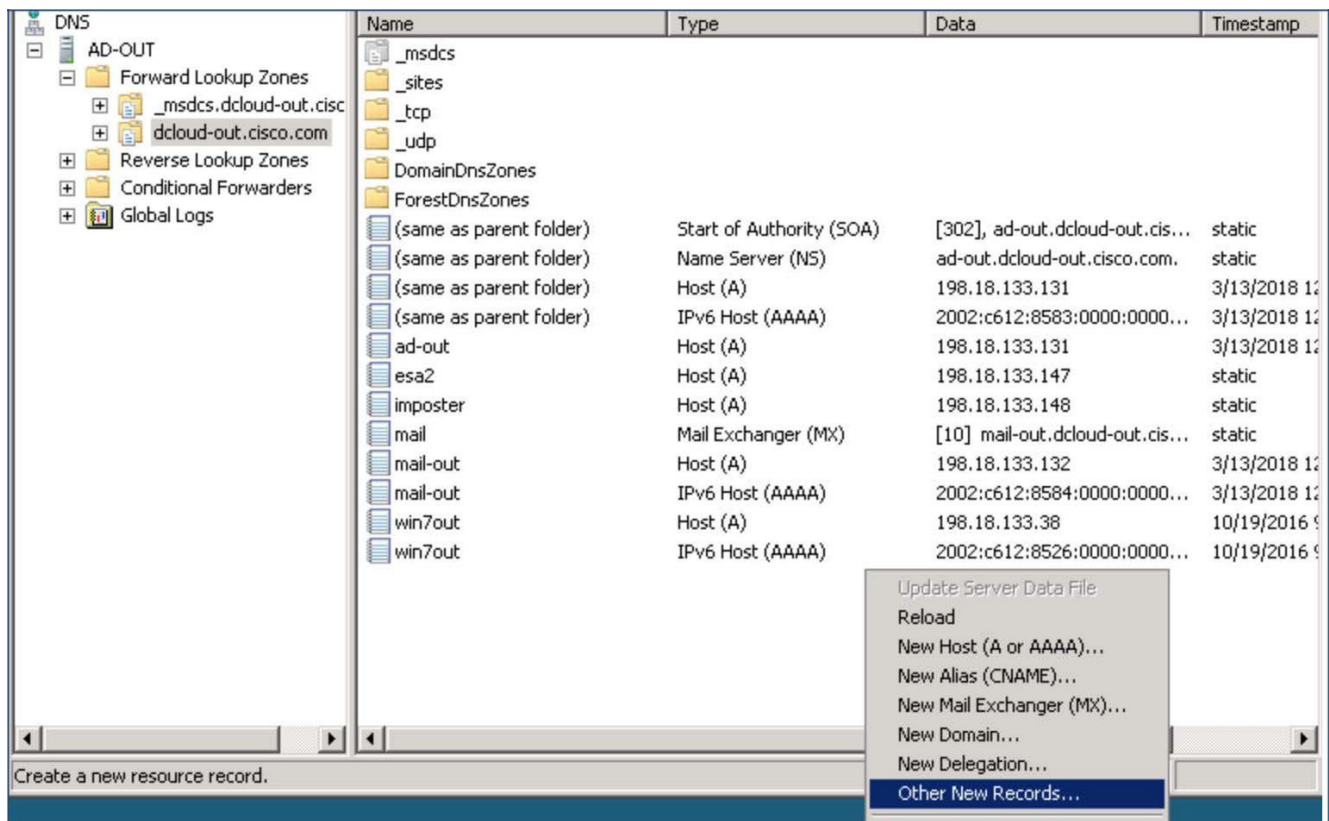 DNS
AD-OUT
Forward Lookup Zones
_msdcs.dcloud-out.cisc
dcloud-out.cisco.com
Reverse Lookup Zones
Conditional Forwarders
Global Logs
Name Type Data Timestamp
_msdcs
_sites
_tcp
_udp
DomainDnsZones
ForestDnsZones
(same as parent folder) Start of Authority (SOA) [302], ad-out.dcloud-out.cis... static
(same as parent folder) Name Server (NS) ad-out.dcloud-out.cisco.com. static
(same as parent folder) Host (A) 198.18.133.131 3/13/2018 12
(same as parent folder) IPv6 Host (AAAA) 2002:c612:8583:0000:0000... 3/13/2018 12
ad-out Host (A) 198.18.133.131 3/13/2018 12
esa2 Host (A) 198.18.133.147 static
imposter Host (A) 198.18.133.148 static
mail Mail Exchanger (MX) [10] mail-out.dcloud-out.cis... static
mail-out Host (A) 198.18.133.132 3/13/2018 12
mail-out IPv6 Host (AAAA) 2002:c612:8584:0000:0000... 3/13/2018 12
win7out Host (A) 198.18.133.38 10/19/2016 9
win7out IPv6 Host (AAAA) 2002:c612:8526:0000:0000... 10/19/2016 9
Update Server Data File
Reload
New Host (A or AAAA)...
New Alias (CNAME)...
New Mail Exchanger (MX)...
New Domain...
New Delegation...
Other New Records...
Create a new resource record.